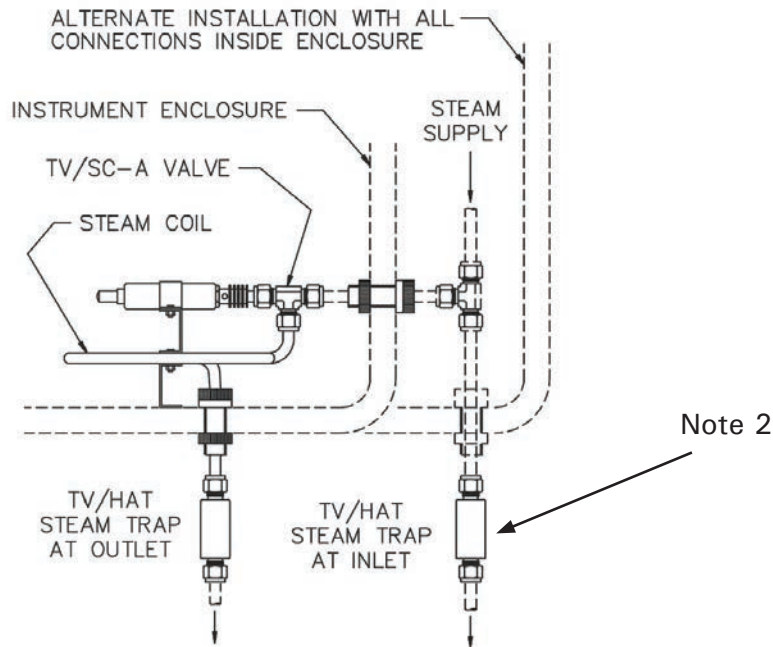 ALTERNATE INSTALLATION WITH ALL
CONNECTIONS INSIDE ENCLOSURE
INSTRUMENT ENCLOSURE
STEAM
SUPPLY
TV/SC-A VALVE
STEAM COIL
Note 2
TV/HAT
STEAM TRAP
AT OUTLET
TV/HAT
STEAM TRAP
AT INLET